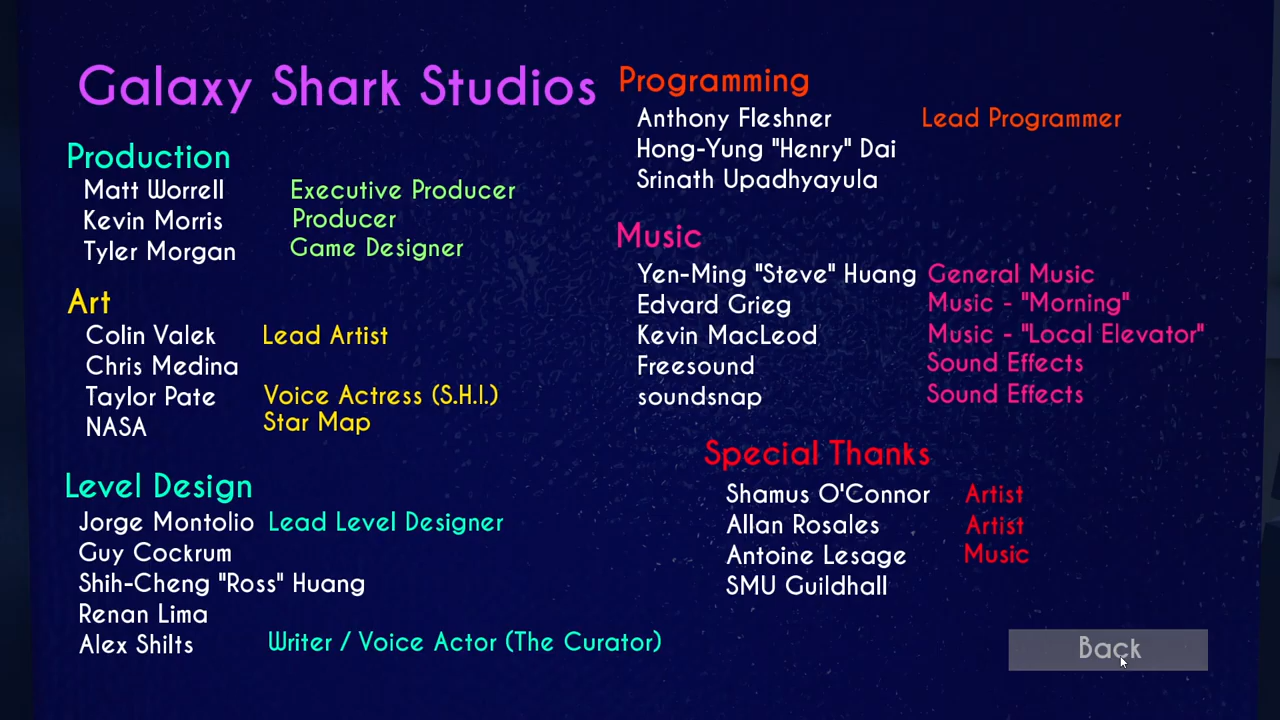 Galaxy Shark Studios
Production
Matt Worrell Executive Producer
Kevin Morris Producer
Tyler Morgan Game Designer
Art
Colin Valek Lead Artist
Chris Medina
Taylor Pate Voice Actress (S.H.I.)
NASA Star Map
Level Design
Jorge Montolio Lead Level Designer
Guy Cockrum
Shih-Cheng "Ross" Huang
Renan Lima
Alex Shilts Writer / Voice Actor (The Curator)
Programming
Anthony Fleshner Lead Programmer
Hong-Yung "Henry" Dai
Srinath Upadhyayula
Music
Yen-Ming "Steve" Huang General Music
Edvard Grieg Music - "Morning"
Kevin MacLeod Music - "Local Elevator"
Freesound Sound Effects
soundsnap Sound Effects
Special Thanks
Shamus O'Connor Artist
Allan Rosales Artist
Antoine Lesage Music
SMU Guildhall
Back